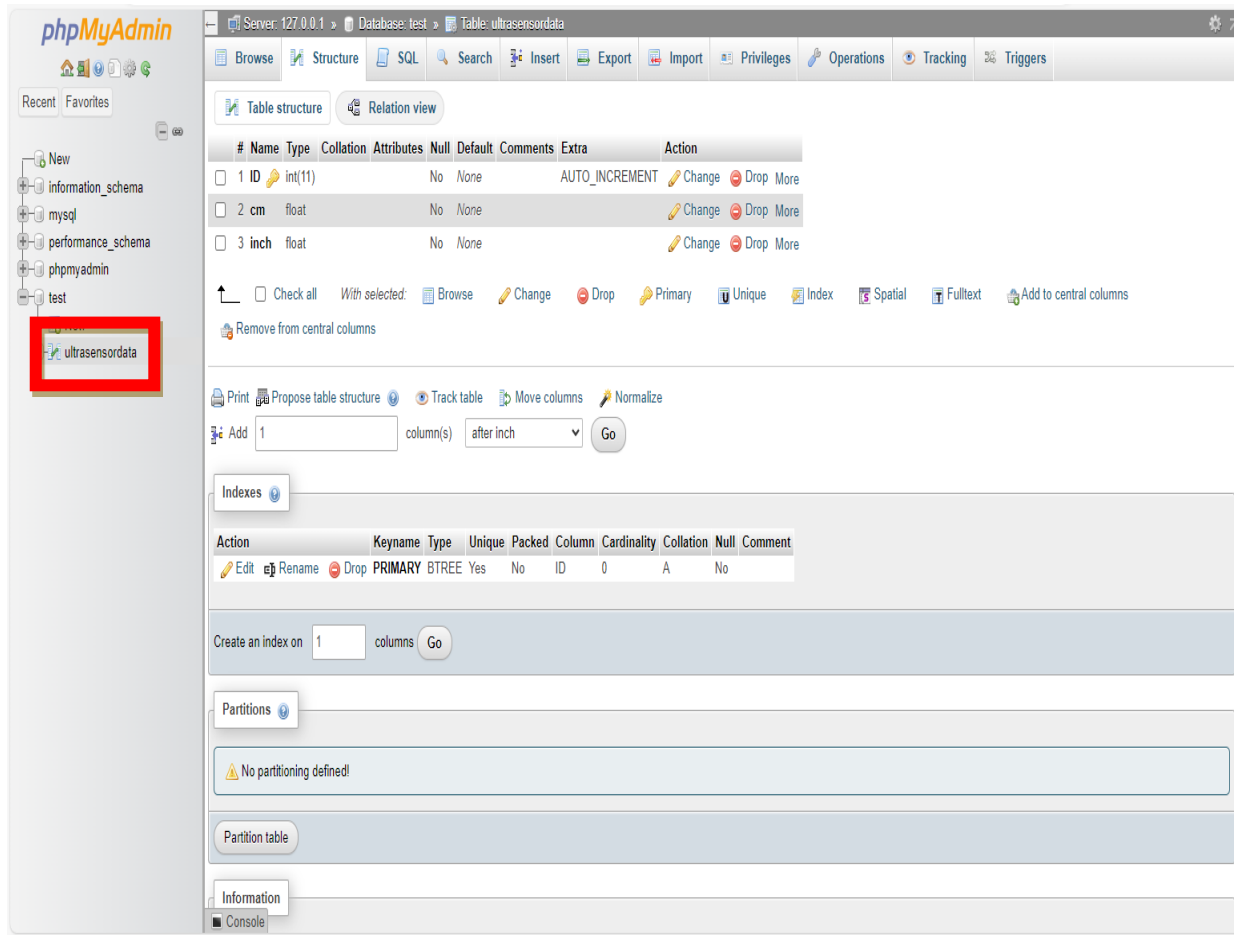 phpMyAdmin
Recent Favorites
New
information_schema
mysql
performance_schema
phpmyadmin
test
ultrasensordata
Server: 127.0.0.1 » Database: test » Table: ultrasensordata
Browse Structure SQL Search Insert Export Import Privileges Operations Tracking Triggers
Table structure Relation view
# Name Type Collation Attributes Null Default Comments Extra Action
1 ID int(11) No None AUTO_INCREMENT Change Drop More
2 cm float No None Change Drop More
3 inch float No None Change Drop More
Check all With selected: Browse Change Drop Primary Unique Index Spatial Fulltext Add to central columns
Remove from central columns
Print Propose table structure Track table Move columns Normalize
Add 1 column(s) after inch Go
Indexes
Action Keyname Type Unique Packed Column Cardinality Collation Null Comment
Edit Rename Drop PRIMARY BTREE Yes No ID 0 A No
Create an index on 1 columns Go
Partitions
No partitioning defined!
Partition table
Information
Console